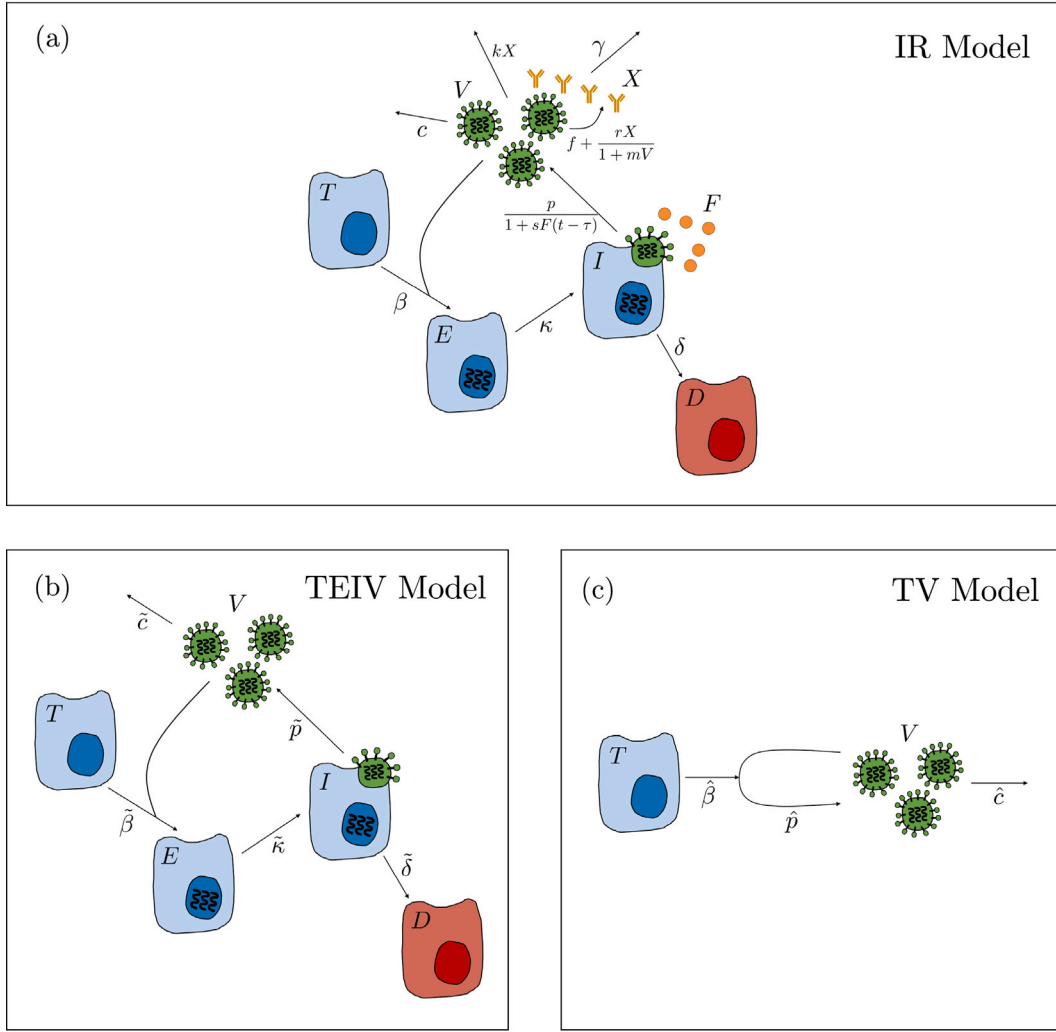 (a)
IR Model
kX
γ
X
V
c
f + rX / (1 + mV)
T
p / (1 + sF(t − τ))
F
I
β
E
κ
δ
D
(b)
TEIV Model
c̃
V
T
p̃
I
β̃
E
κ̃
δ̃
D
(c)
TV Model
T
V
β̂
p̂
ĉ